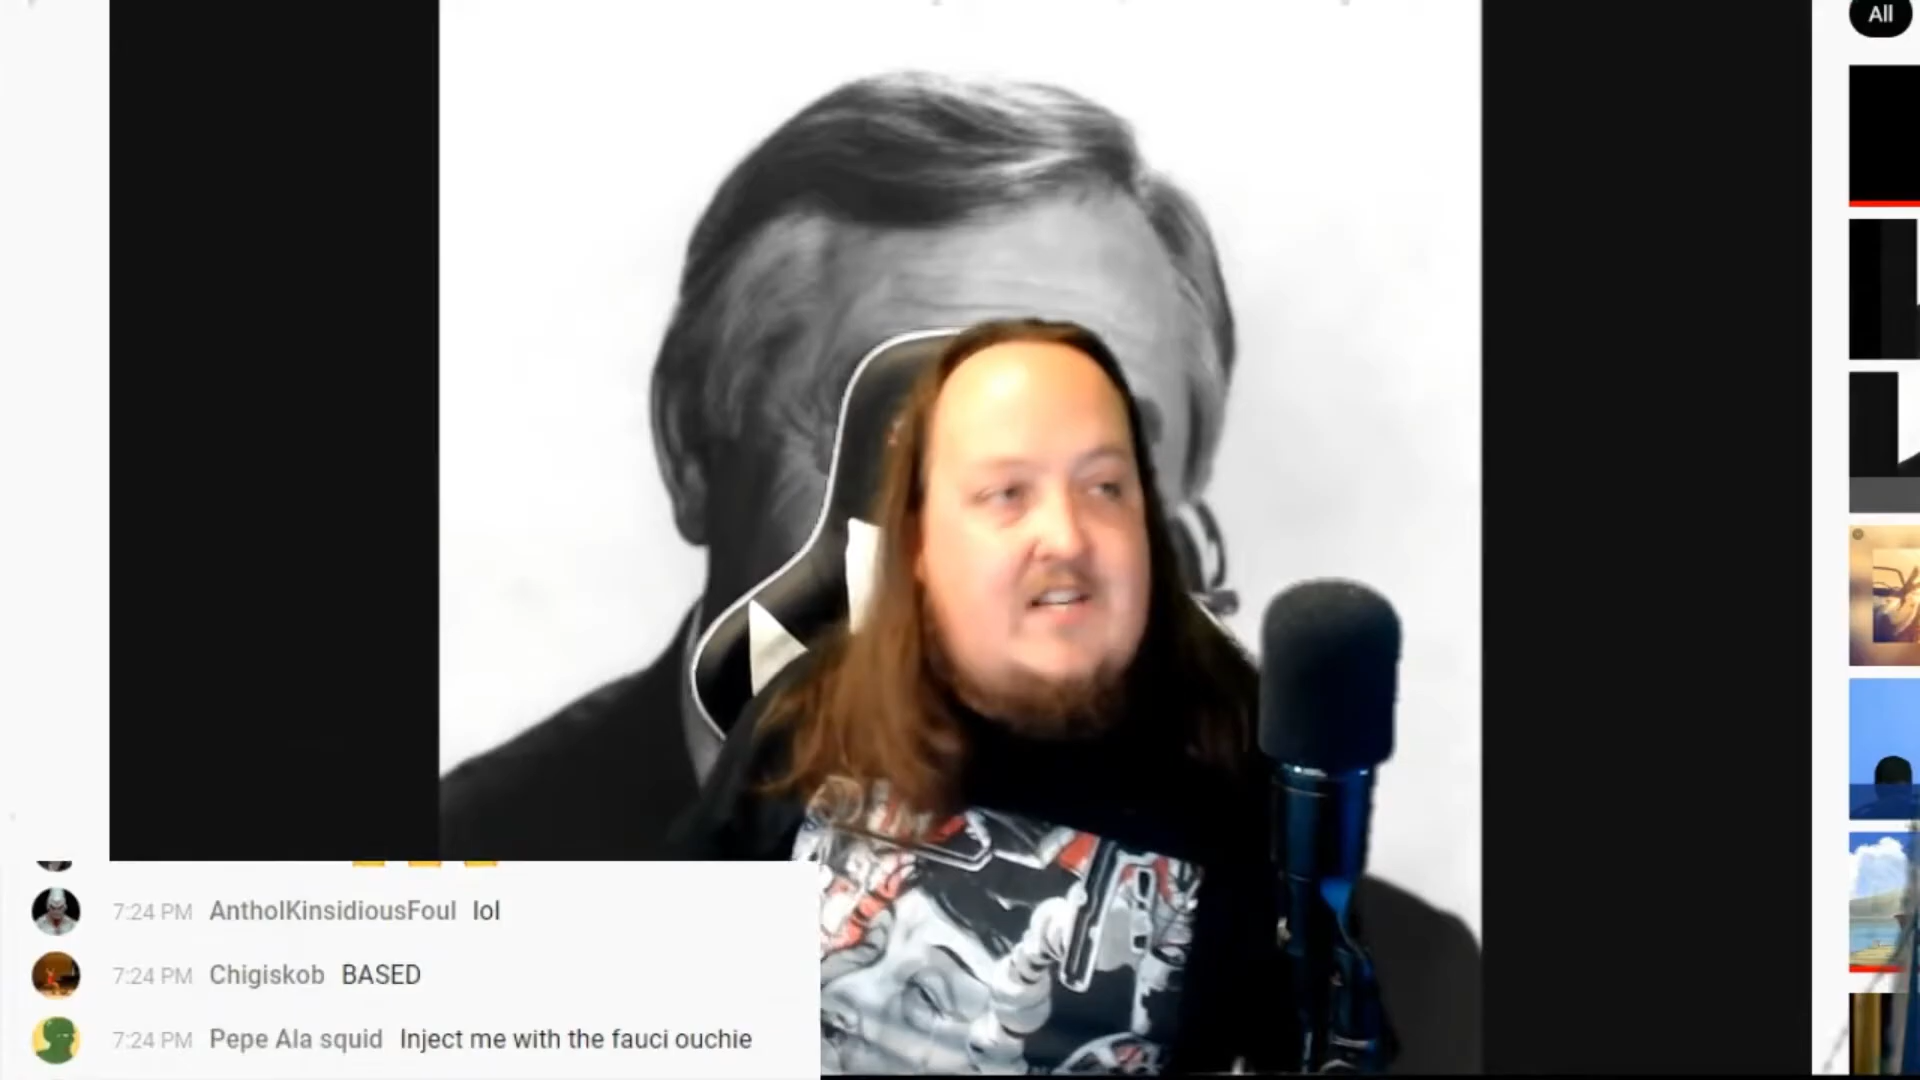 All
7:24 PM AntholKinsidiousFoul lol
7:24 PM Chigiskob BASED
7:24 PM Pepe Ala squid Inject me with the fauci ouchie